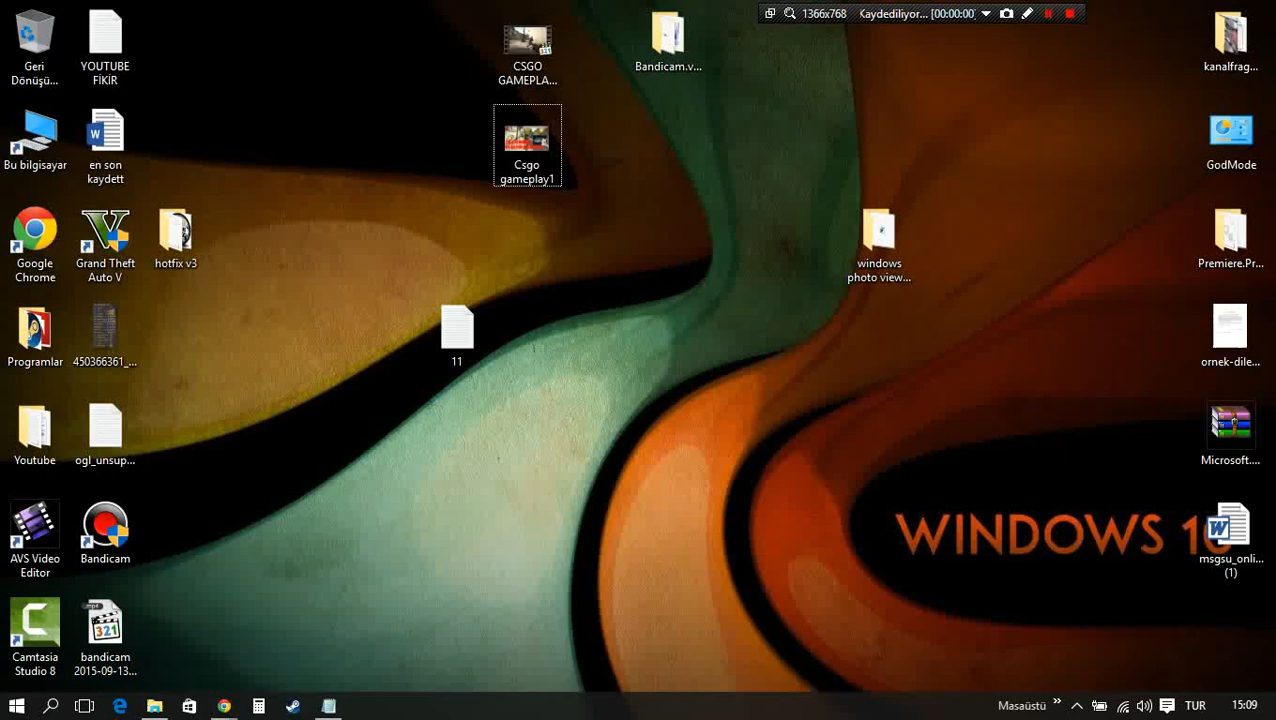 1366x768 Kaydediliyor... [00:00:00]
Geri
Dönüşü...
YOUTUBE
FİKİR
CSGO
GAMEPLA...
Bandicam.v...
kanalfrag...
Bu bilgisayar
en son
kaydett
Csgo
gameplay1
GodMode
Google
Chrome
Grand Theft
Auto V
hotfix v3
windows
photo view...
Premiere.Pr...
Programlar
450366361_...
11
ornek-dile...
Youtube
ogl_unsup...
Microsoft....
WINDOWS 10
AVS Video
Editor
Bandicam
msgsu_onli...
(1)
Camtasia
Studio 8
.mp4
321
bandicam
2015-09-13...
Masaüstü
TUR
15:09